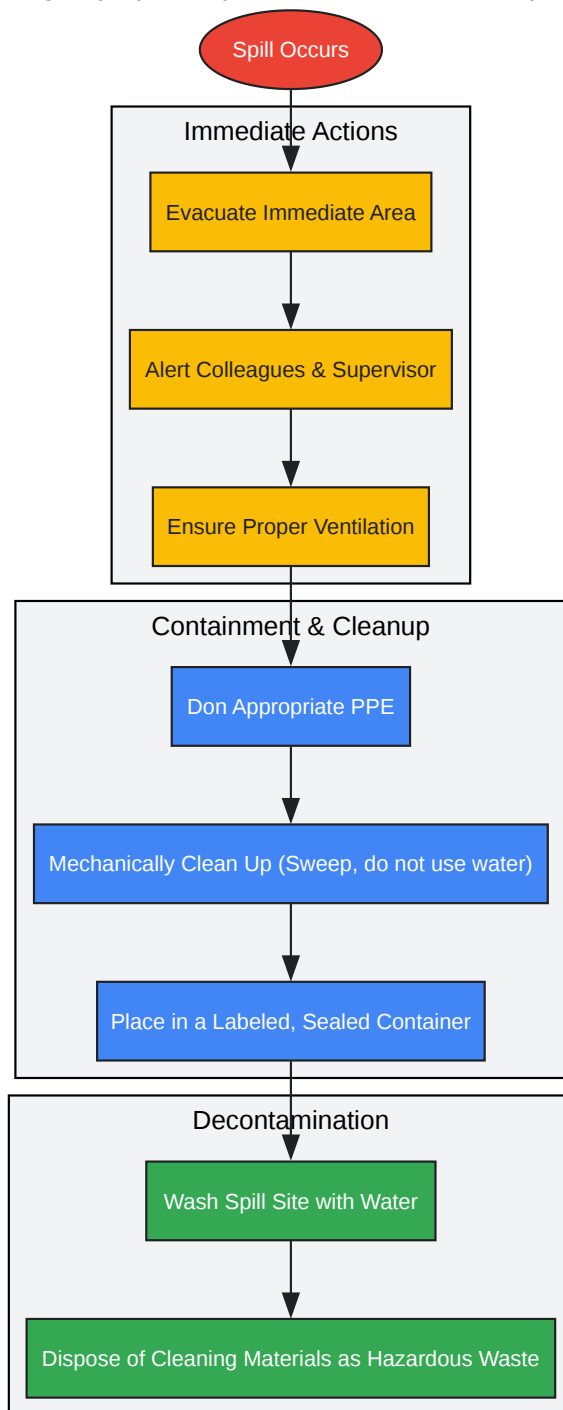 Spill Occurs
Immediate Actions
Evacuate Immediate Area
Alert Colleagues & Supervisor
Ensure Proper Ventilation
Containment & Cleanup
Don Appropriate PPE
Mechanically Clean Up (Sweep, do not use water)
Place in a Labeled, Sealed Container
Decontamination
Wash Spill Site with Water
Dispose of Cleaning Materials as Hazardous Waste